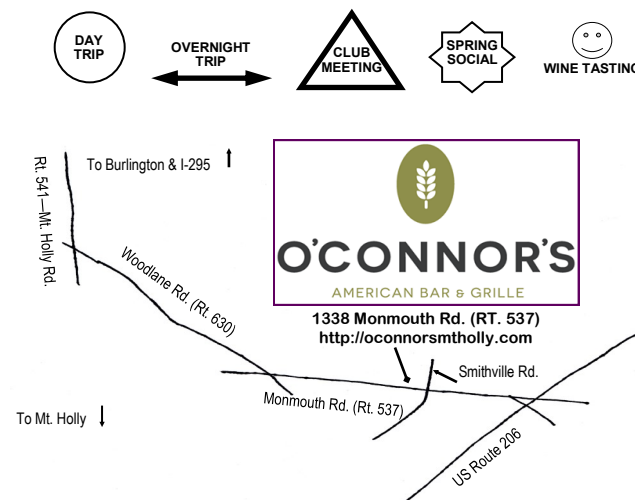 DAY
TRIP
OVERNIGHT
TRIP
CLUB
MEETING
SPRING
SOCIAL
WINE TASTING
Rt. 541—Mt. Holly Rd.
To Burlington & I-295
Woodlane Rd. (Rt. 630)
O'CONNOR'S
AMERICAN BAR & GRILLE
1338 Monmouth Rd. (RT. 537)
http://oconnorsmtholly.com
Smithville Rd.
Monmouth Rd. (Rt. 537)
To Mt. Holly
US Route 206